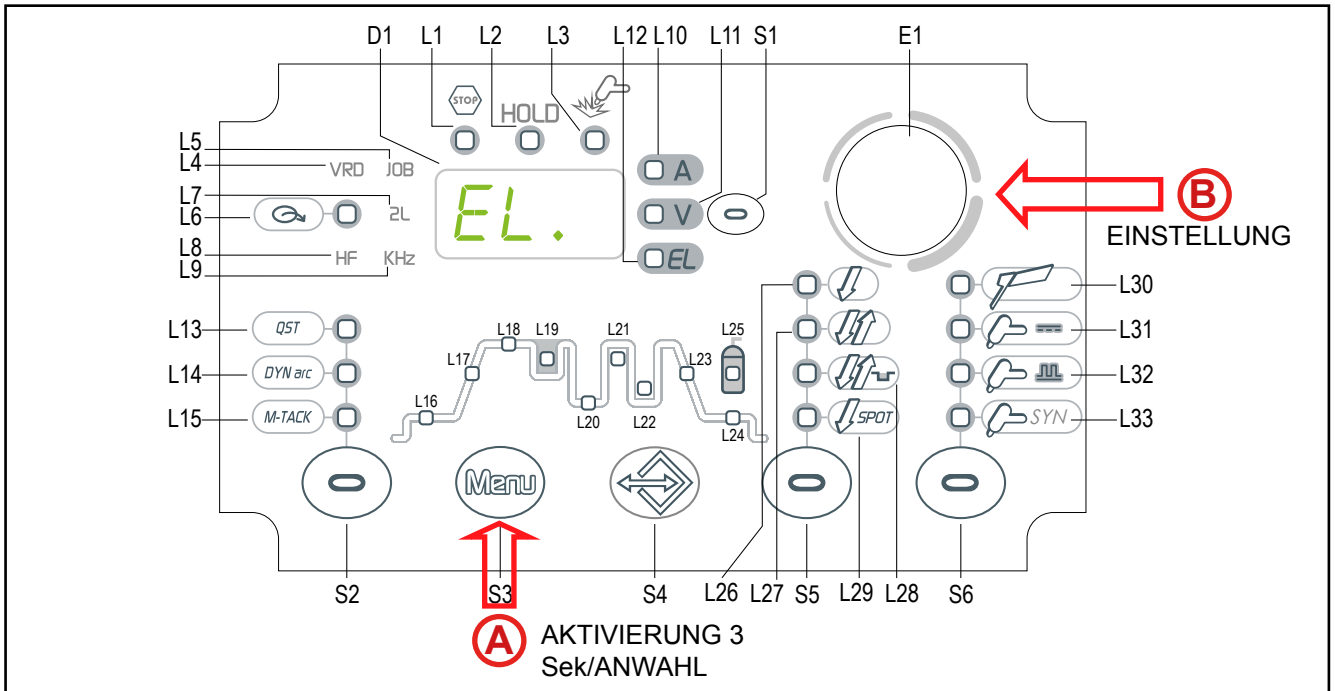 D1 L1 L2 L3 L12 L10 L11 S1 E1
STOP
HOLD
L5
L4
VRD JOB
A
L7
L6
2L
EL.
V
B
EINSTELLUNG
L8
L9
HF KHz
EL
L30
L13 QST
L18 L19 L21 L25
L31
L14 DYN arc
L17 L23
L32
L15 M-TACK
L16 L20 L22 L24
SPOT
SYN L33
Menu
S2 S3 S4 L26 L27 S5 L29 L28 S6
A AKTIVIERUNG 3
Sek/ANWAHL